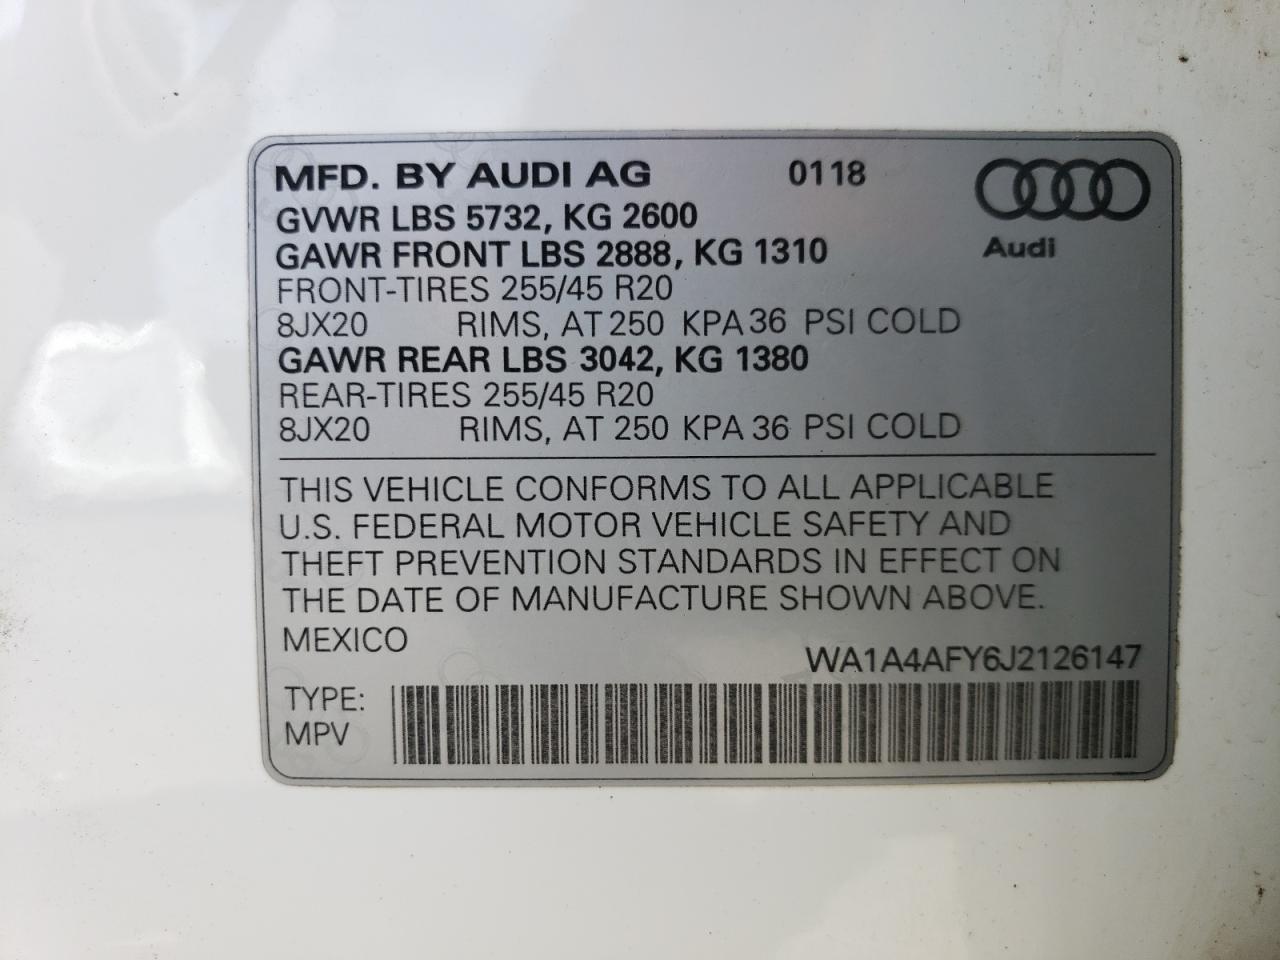 MFD. BY AUDI AG 0118
GVWR LBS 5732, KG 2600
Audi
GAWR FRONT LBS 2888, KG 1310
FRONT-TIRES 255/45 R20
8JX20 RIMS, AT 250 KPA 36 PSI COLD
GAWR REAR LBS 3042, KG 1380
REAR-TIRES 255/45 R20
8JX20 RIMS, AT 250 KPA 36 PSI COLD
THIS VEHICLE CONFORMS TO ALL APPLICABLE
U.S. FEDERAL MOTOR VEHICLE SAFETY AND
THEFT PREVENTION STANDARDS IN EFFECT ON
THE DATE OF MANUFACTURE SHOWN ABOVE.
MEXICO
WA1A4AFY6J2126147
TYPE:
MPV